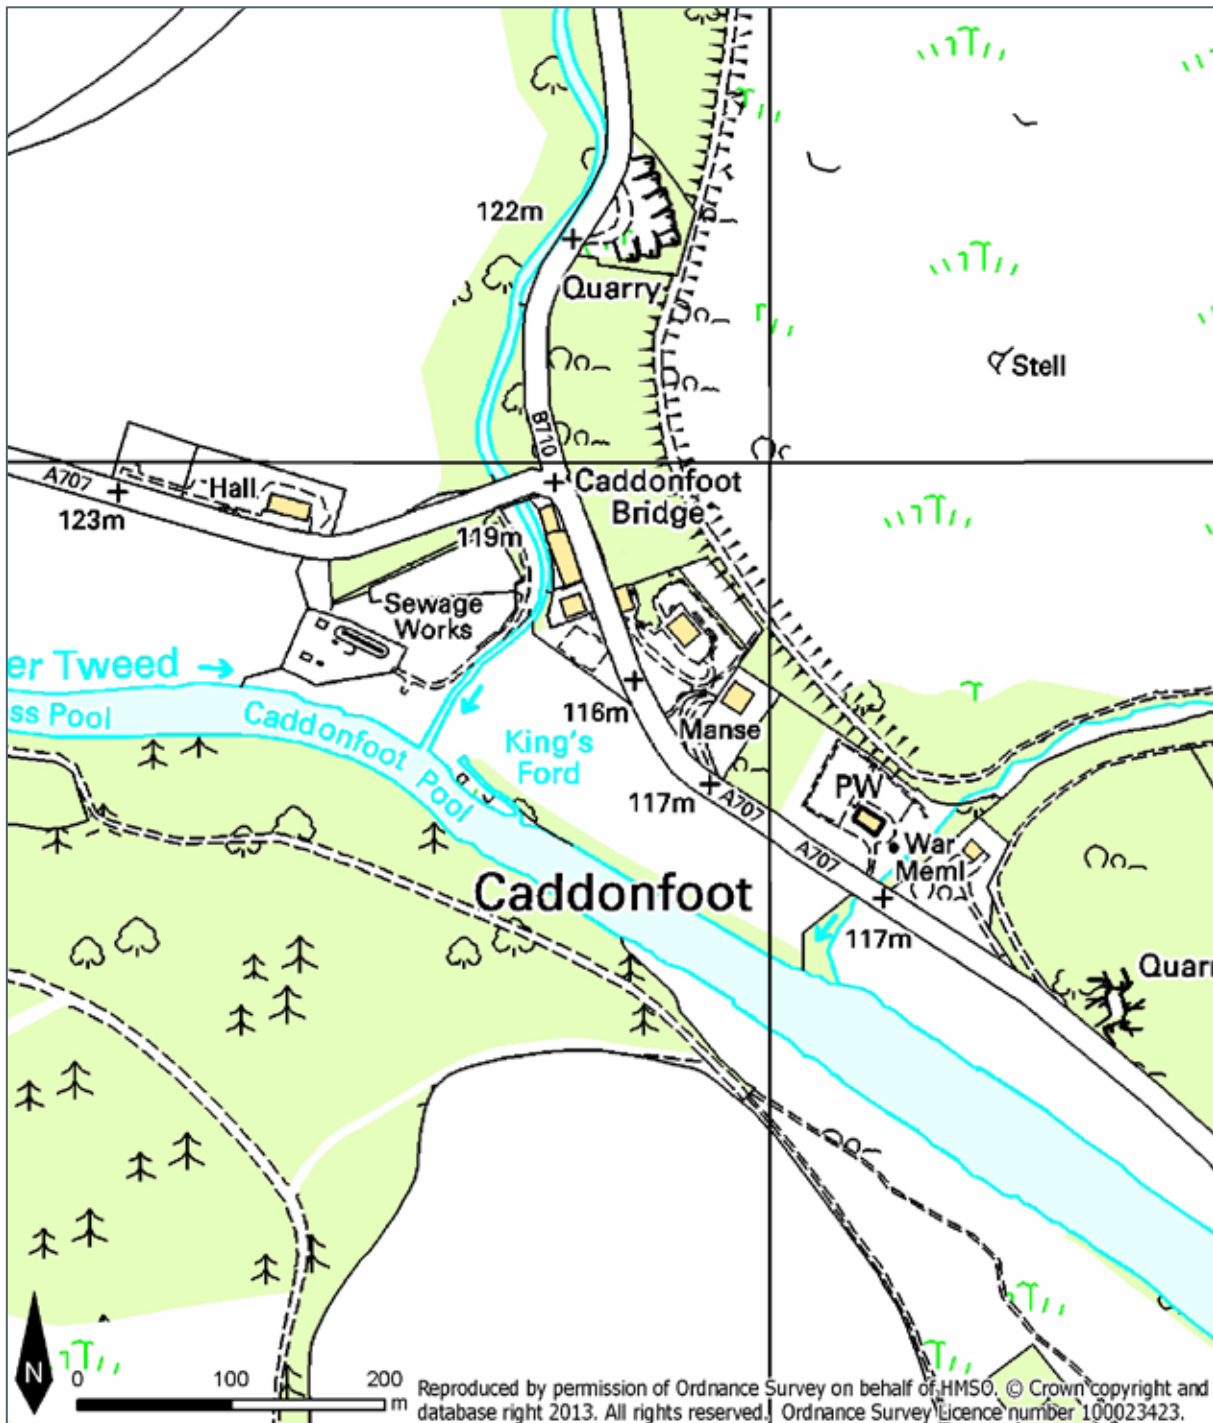 122m
Quarry
Stell
B710
A707
Hall
123m
Caddonfoot
Bridge
119m
Sewage
Works
er Tweed
ss Pool
Caddonfoot Pool
King's
Ford
116m
Manse
117m
A707
PW
A707
War
Meml
Caddonfoot
117m
Quarr
N
0 100 200
m
Reproduced by permission of Ordnance Survey on behalf of HMSO. © Crown copyright and
database right 2013. All rights reserved. Ordnance Survey Licence number 100023423.